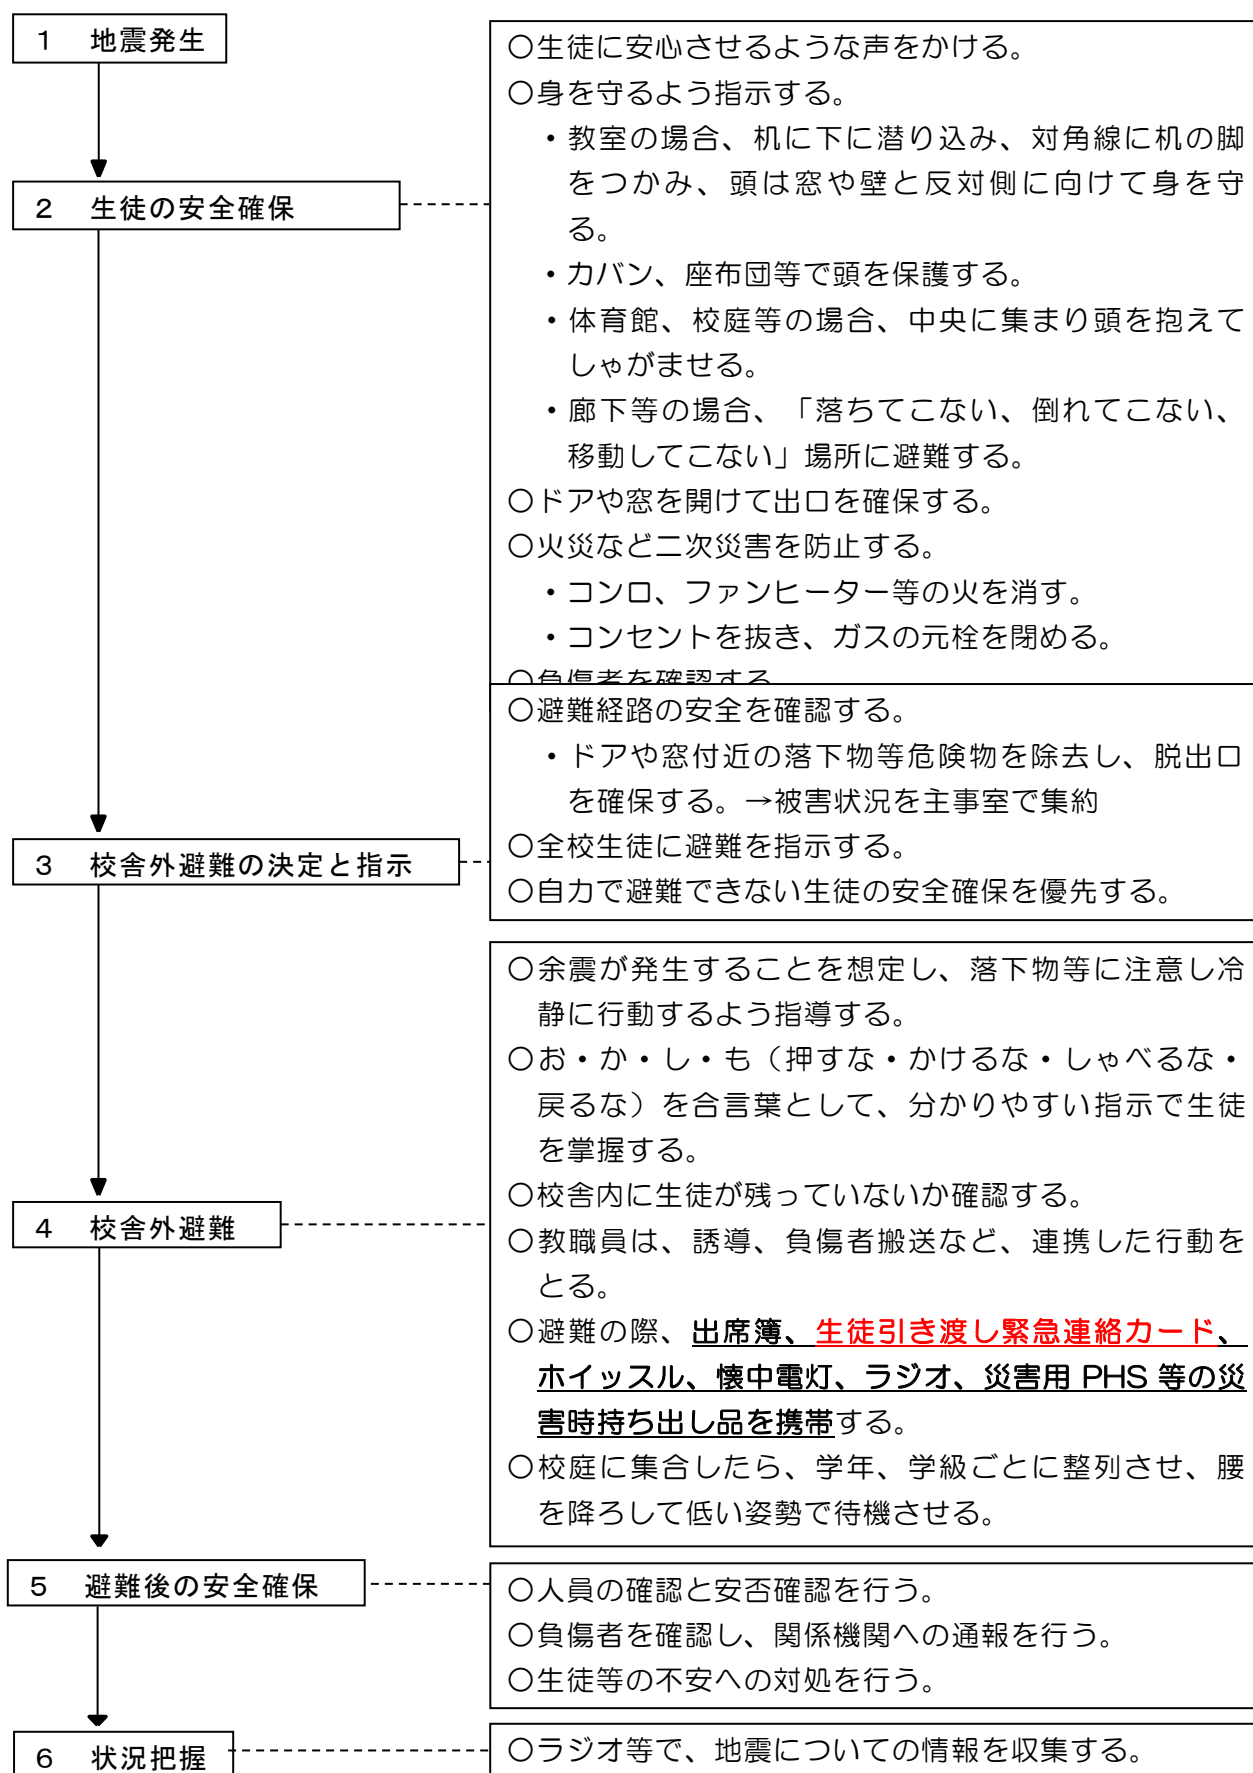 １　地震発生
○生徒に安心させるような声をかける。
○身を守るよう指示する。
・教室の場合、机に下に潜り込み、対角線に机の脚
をつかみ、頭は窓や壁と反対側に向けて身を守
る。
２　生徒の安全確保
・カバン、座布団等で頭を保護する。
・体育館、校庭等の場合、中央に集まり頭を抱えて
しゃがませる。
・廊下等の場合、「落ちてこない、倒れてこない、
移動してこない」場所に避難する。
○ドアや窓を開けて出口を確保する。
○火災など二次災害を防止する。
・コンロ、ファンヒーター等の火を消す。
・コンセントを抜き、ガスの元栓を閉める。
○負傷者を確認する
○避難経路の安全を確認する。
・ドアや窓付近の落下物等危険物を除去し、脱出口
を確保する。→被害状況を主事室で集約
３　校舎外避難の決定と指示
○全校生徒に避難を指示する。
○自力で避難できない生徒の安全確保を優先する。
○余震が発生することを想定し、落下物等に注意し冷
静に行動するよう指導する。
○お・か・し・も（押すな・かけるな・しゃべるな・
戻るな）を合言葉として、分かりやすい指示で生徒
を掌握する。
○校舎内に生徒が残っていないか確認する。
４　校舎外避難
○教職員は、誘導、負傷者搬送など、連携した行動を
とる。
○避難の際、出席簿、生徒引き渡し緊急連絡カード、
ホイッスル、懐中電灯、ラジオ、災害用 PHS 等の災
害時持ち出し品を携帯する。
○校庭に集合したら、学年、学級ごとに整列させ、腰
を降ろして低い姿勢で待機させる。
５　避難後の安全確保
○人員の確認と安否確認を行う。
○負傷者を確認し、関係機関への通報を行う。
○生徒等の不安への対処を行う。
６　状況把握
○ラジオ等で、地震についての情報を収集する。